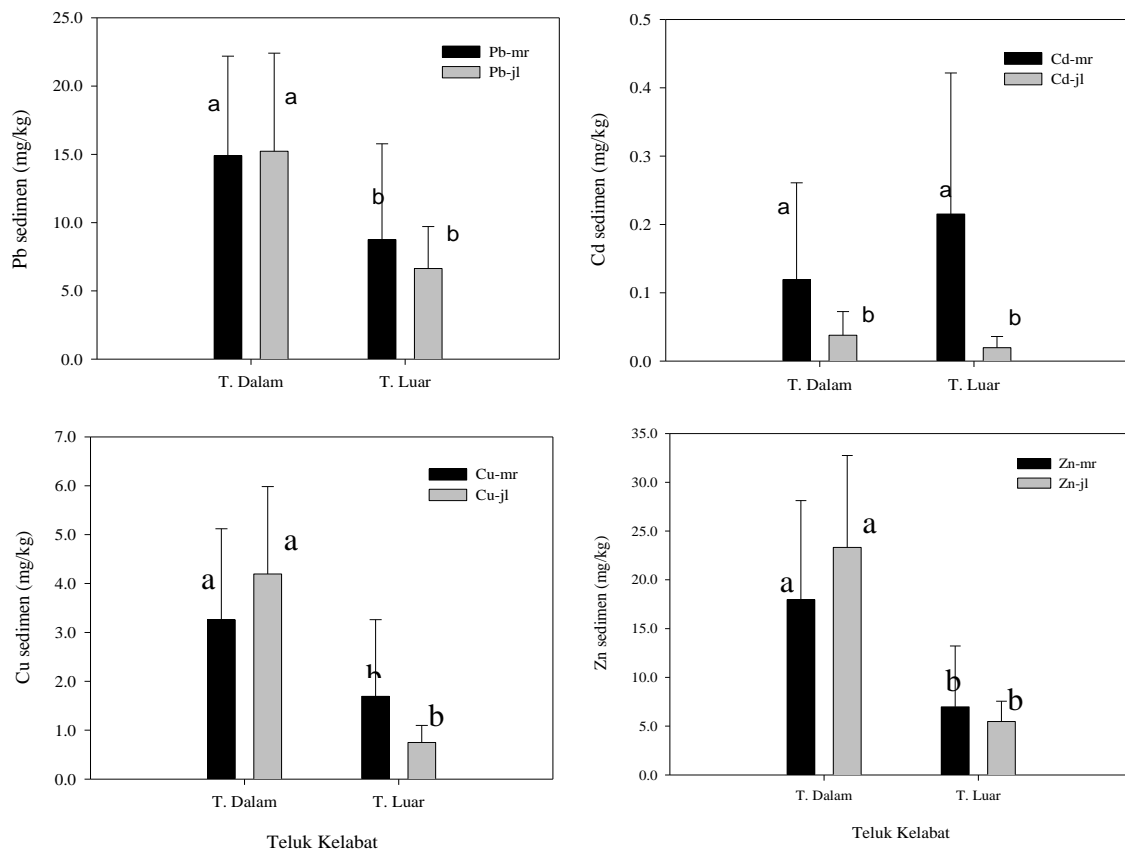 25.0
20.0
15.0
10.0
5.0
0.0
Pb sedimen (mg/kg)
Pb-mr
Pb-jl
a
a
b
b
T. Dalam
T. Luar
0.5
0.4
0.3
0.2
0.1
0.0
Cd sedimen (mg/kg)
Cd-mr
Cd-jl
a
b
a
b
T. Dalam
T. Luar
7.0
6.0
5.0
4.0
3.0
2.0
1.0
0.0
Cu sedimen (mg/kg)
Cu-mr
Cu-jl
a
a
b
b
T. Dalam
T. Luar
Teluk Kelabat
35.0
30.0
25.0
20.0
15.0
10.0
5.0
0.0
Zn sedimen (mg/kg)
Zn-mr
Zn-jl
a
a
b
b
T. Dalam
T. Luar
Teluk Kelabat